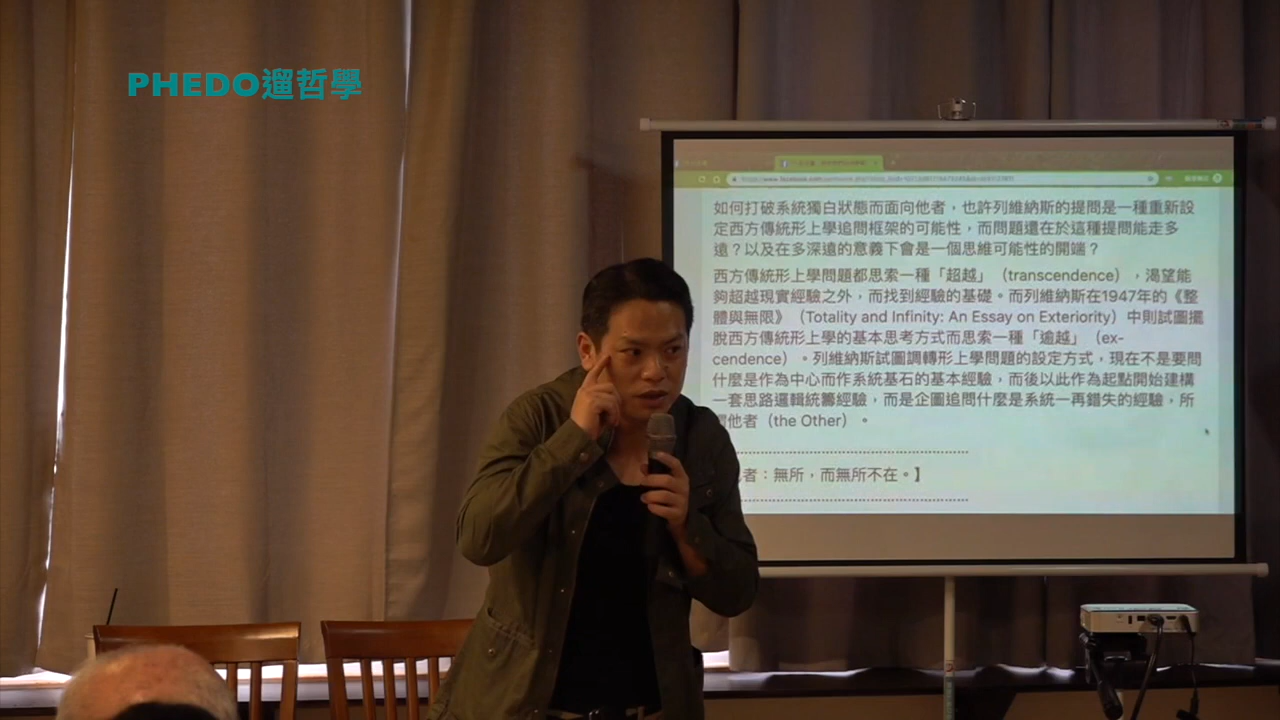 PHEDO遛哲學
如何打破系統獨白狀態而面向他者，也許列維納斯的提問是一種重新設
定西方傳統形上學追問框架的可能性，而問題還在於這種提問能走多
遠？以及在多深遠的意義下會是一個思維可能性的開端？
西方傳統形上學問題都思索一種「超越」（transcendence），渴望能
夠超越現實經驗之外，而找到經驗的基礎。而列維納斯在1947年的《整
體與無限》（Totality and Infinity: An Essay on Exteriority）中則試圖擺
脫西方傳統形上學的基本思考方式而思索一種「逾越」（ex-
cendence）。列維納斯試圖調轉形上學問題的設定方式，現在不是要問
什麼是作為中心而作系統基石的基本經驗，而後以此作為起點開始建構
一套思路邏輯統籌經驗，而是企圖追問什麼是系統一再錯失的經驗，所
他者（the Other）。
者：無所，而無所不在。】